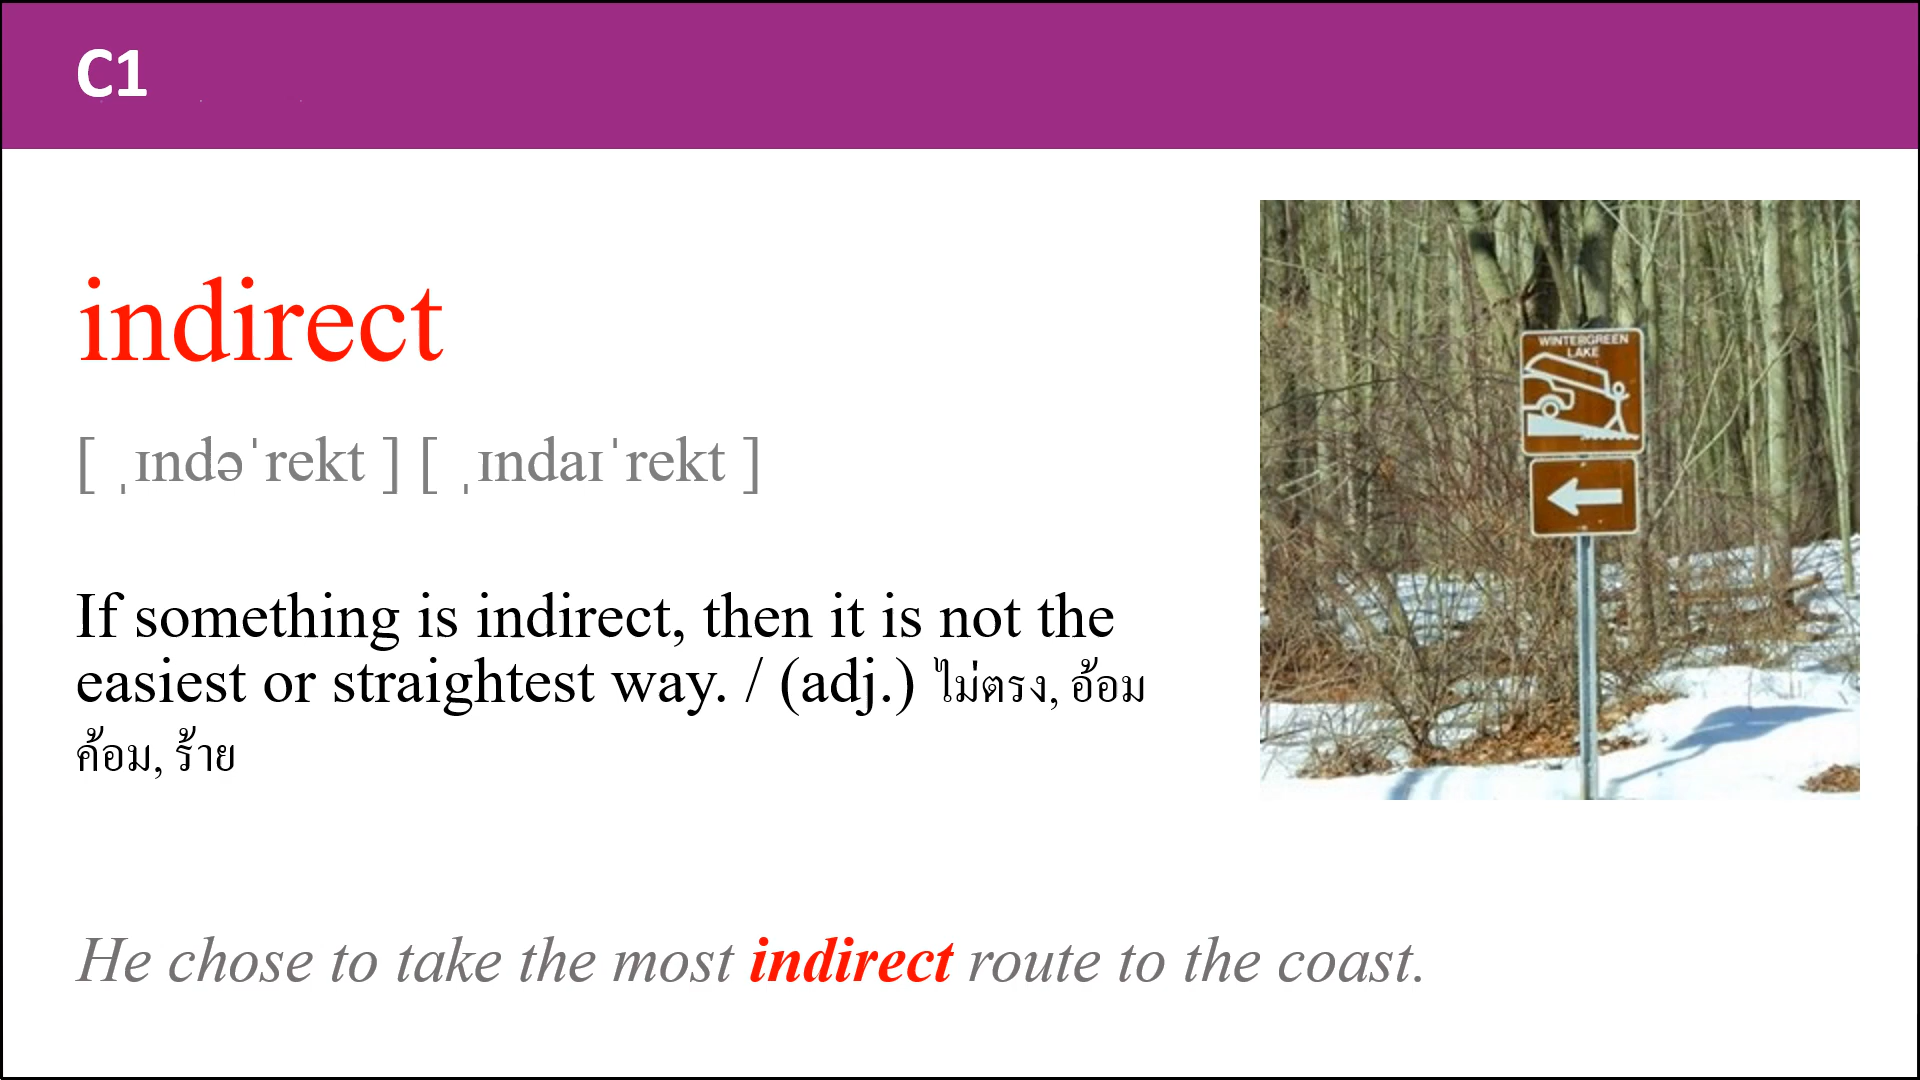 C1
indirect
[ ˌɪndəˈrekt ] [ ˌɪndaɪˈrekt ]
WINTERGREEN
LAKE
If something is indirect, then it is not the
easiest or straightest way. / (adj.) ไม่ตรง, อ้อม
ค้อม, ร้าย
He chose to take the most indirect route to the coast.